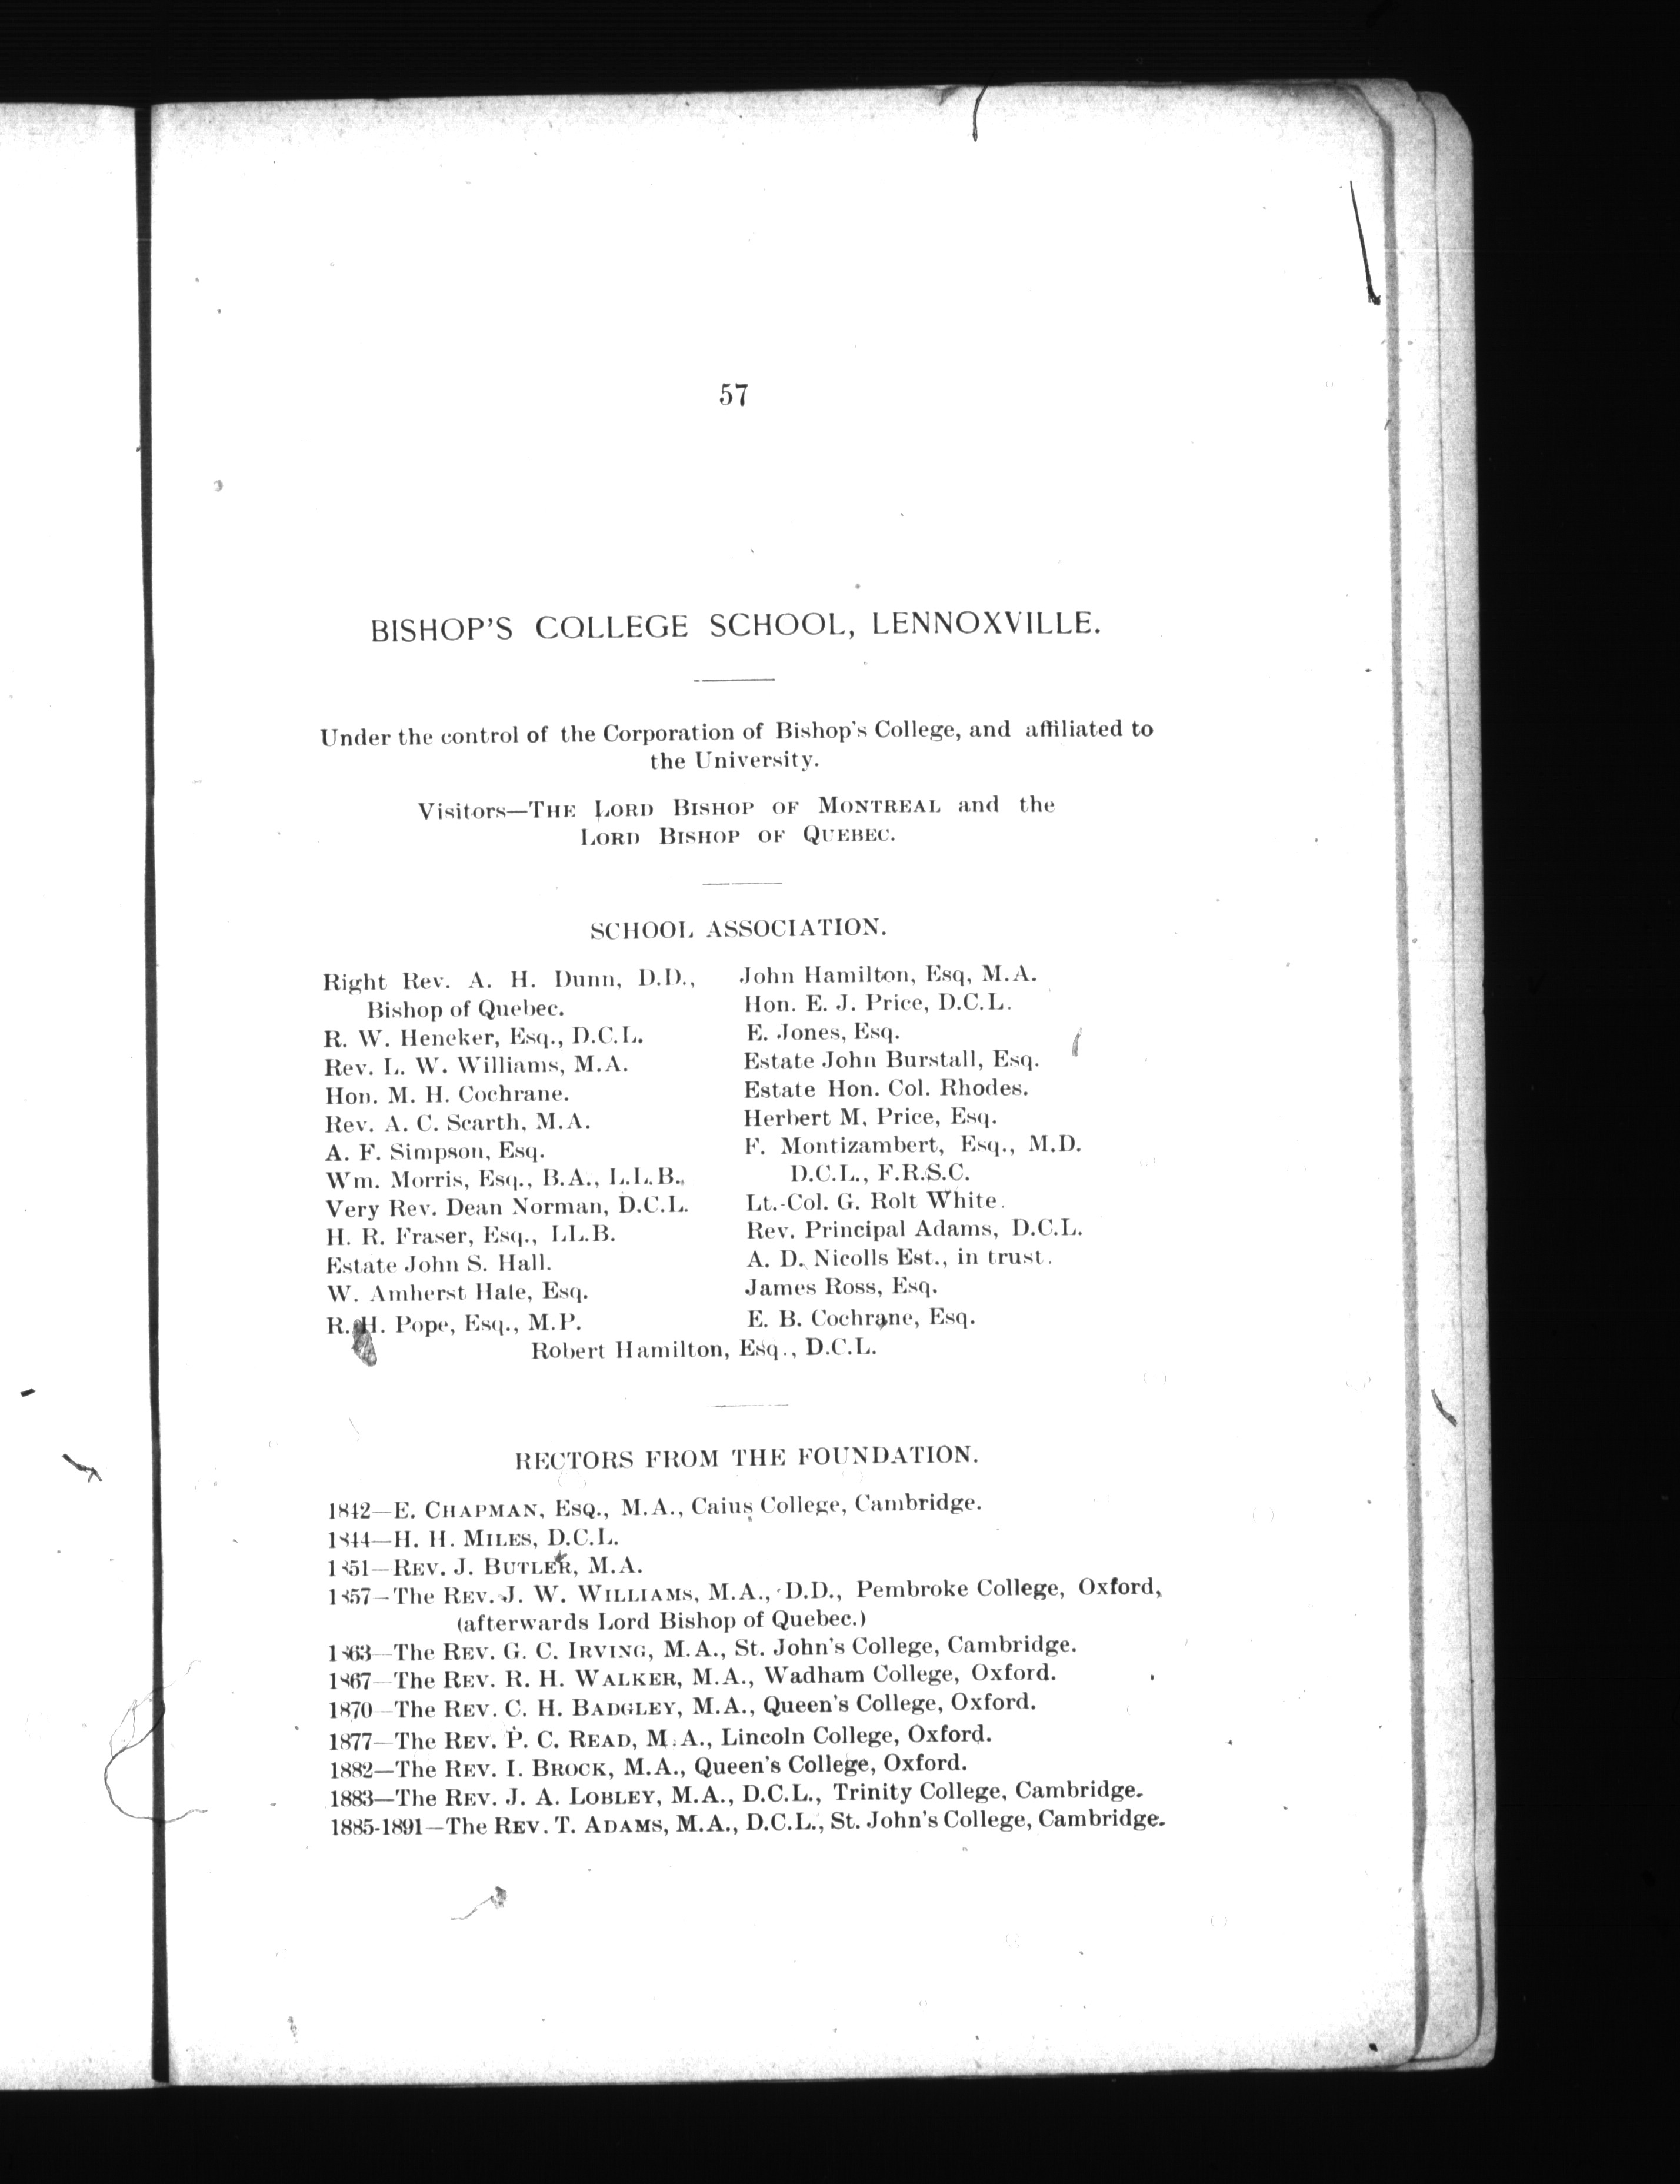 57
BISHOP'S COLLEGE SCHOOL, LENNOXVILLE.
Under the control of the Corporation of Bishop's College, and affiliated to
the University.
Visitors—THE LORD BISHOP OF MONTREAL and the
LORD BISHOP OF QUEBEC.
SCHOOL ASSOCIATION.
Right Rev. A. H. Dunn, D.D.,
Bishop of Quebec.
R. W. Heneker, Esq., D.C.L.
Rev. L. W. Williams, M.A.
Hon. M. H. Cochrane.
Rev. A. C. Scarth, M.A.
A. F. Simpson, Esq.
Wm. Morris, Esq., B.A., L.L.B.,
Very Rev. Dean Norman, D.C.L.
H. R. Fraser, Esq., LL.B.
Estate John S. Hall.
W. Amherst Hale, Esq.
R. H. Pope, Esq., M.P.
John Hamilton, Esq, M.A.
Hon. E. J. Price, D.C.L.
E. Jones, Esq.
Estate John Burstall, Esq.
Estate Hon. Col. Rhodes.
Herbert M. Price, Esq.
F. Montizambert, Esq., M.D.
D.C.L., F.R.S.C.
Lt.-Col. G. Rolt White.
Rev. Principal Adams, D.C.L.
A. D. Nicolls Est., in trust.
James Ross, Esq.
E. B. Cochrane, Esq.
Robert Hamilton, Esq., D.C.L.
RECTORS FROM THE FOUNDATION.
1842—E. CHAPMAN, ESQ., M.A., Caius College, Cambridge.
1844—H. H. MILES, D.C.L.
1851—REV. J. BUTLER, M.A.
1857—The REV. J. W. WILLIAMS, M.A., D.D., Pembroke College, Oxford,
(afterwards Lord Bishop of Quebec.)
1863—The REV. G. C. IRVING, M.A., St. John's College, Cambridge.
1867—The REV. R. H. WALKER, M.A., Wadham College, Oxford.
1870—The REV. C. H. BADGLEY, M.A., Queen's College, Oxford.
1877—The REV. P. C. READ, M.A., Lincoln College, Oxford.
1882—The REV. I. BROCK, M.A., Queen's College, Oxford.
1883—The REV. J. A. LOBLEY, M.A., D.C.L., Trinity College, Cambridge.
1885-1891—The REV. T. ADAMS, M.A., D.C.L., St. John's College, Cambridge.